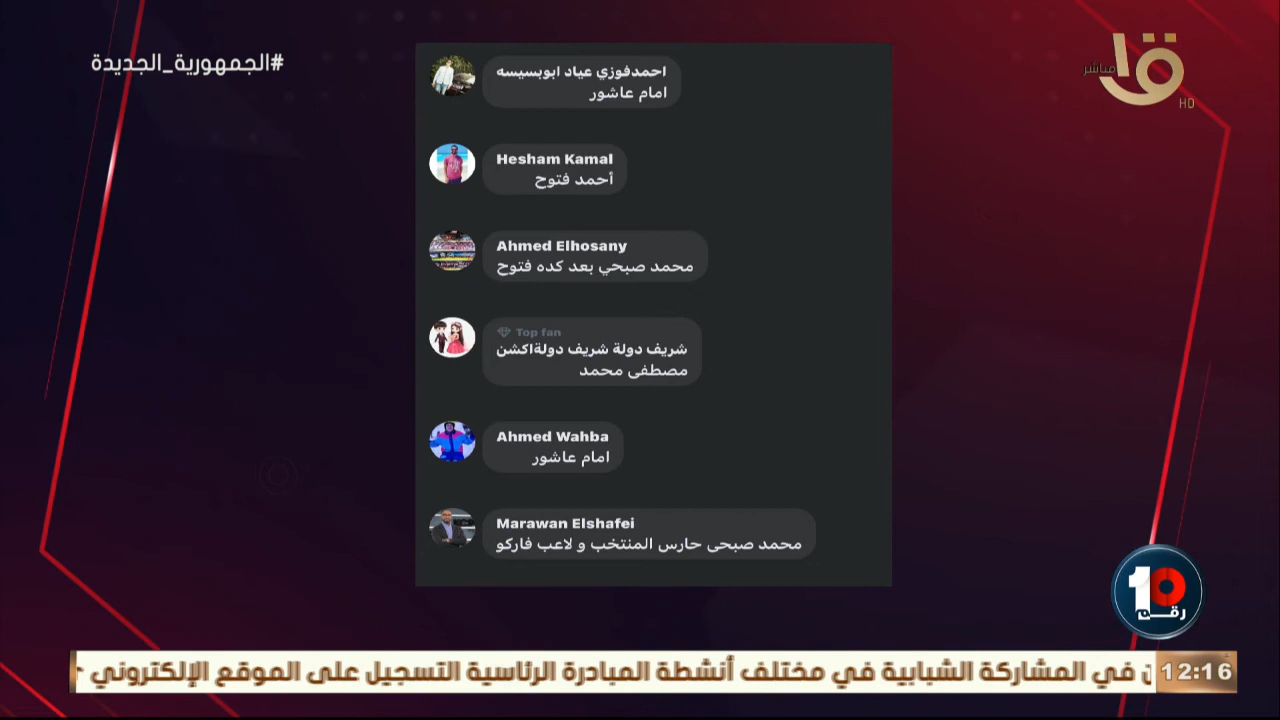 #الجمهورية_الجديدة
مباشر
HD
احمدفوزي عياد ابوبسيسه
امام عاشور
Hesham Kamal
أحمد فتوح
Ahmed Elhosany
محمد صبحي بعد كده فتوح
Top fan
شريف دولة شريف دولةاكشن
مصطفى محمد
Ahmed Wahba
امام عاشور
Marawan Elshafei
محمد صبحى حارس المنتخب و لاعب فاركو
رقم 10
في المشاركة الشبابية في مختلف أنشطة المبادرة الرئاسية التسجيل على الموقع الإلكتروني
12:16